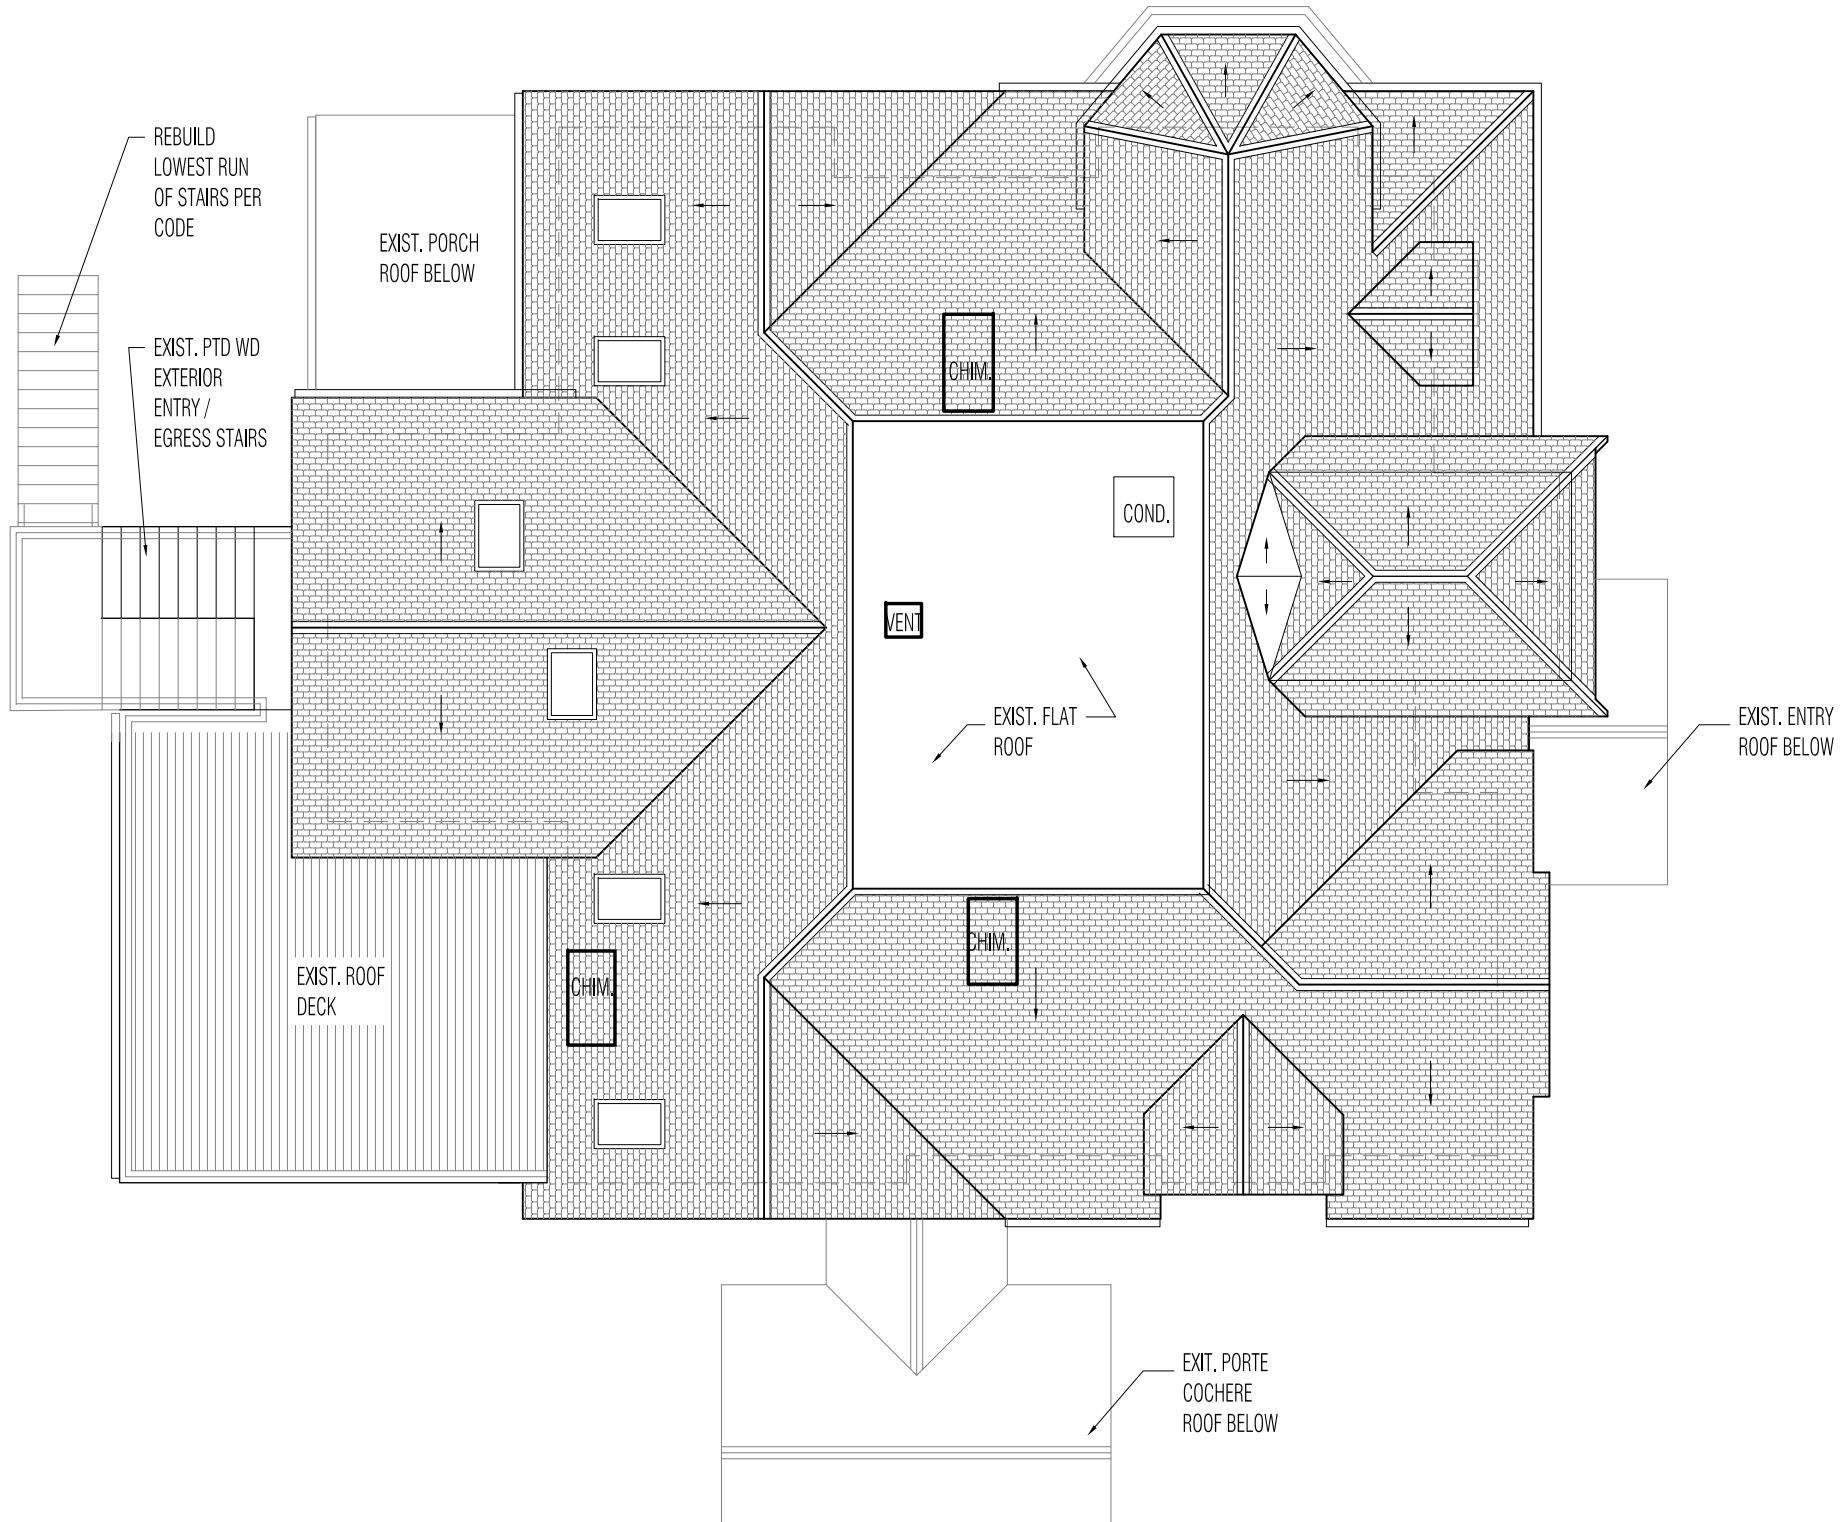 REBUILD
LOWEST RUN
OF STAIRS PER
CODE
EXIST. PORCH
ROOF BELOW
EXIST. PTD WD
EXTERIOR
ENTRY /
EGRESS STAIRS
CHIM.
COND.
VENT
EXIST. FLAT
ROOF
EXIST. ENTRY
ROOF BELOW
CHIM.
EXIST. ROOF
DECK
CHIM.
EXIT. PORTE
COCHERE
ROOF BELOW